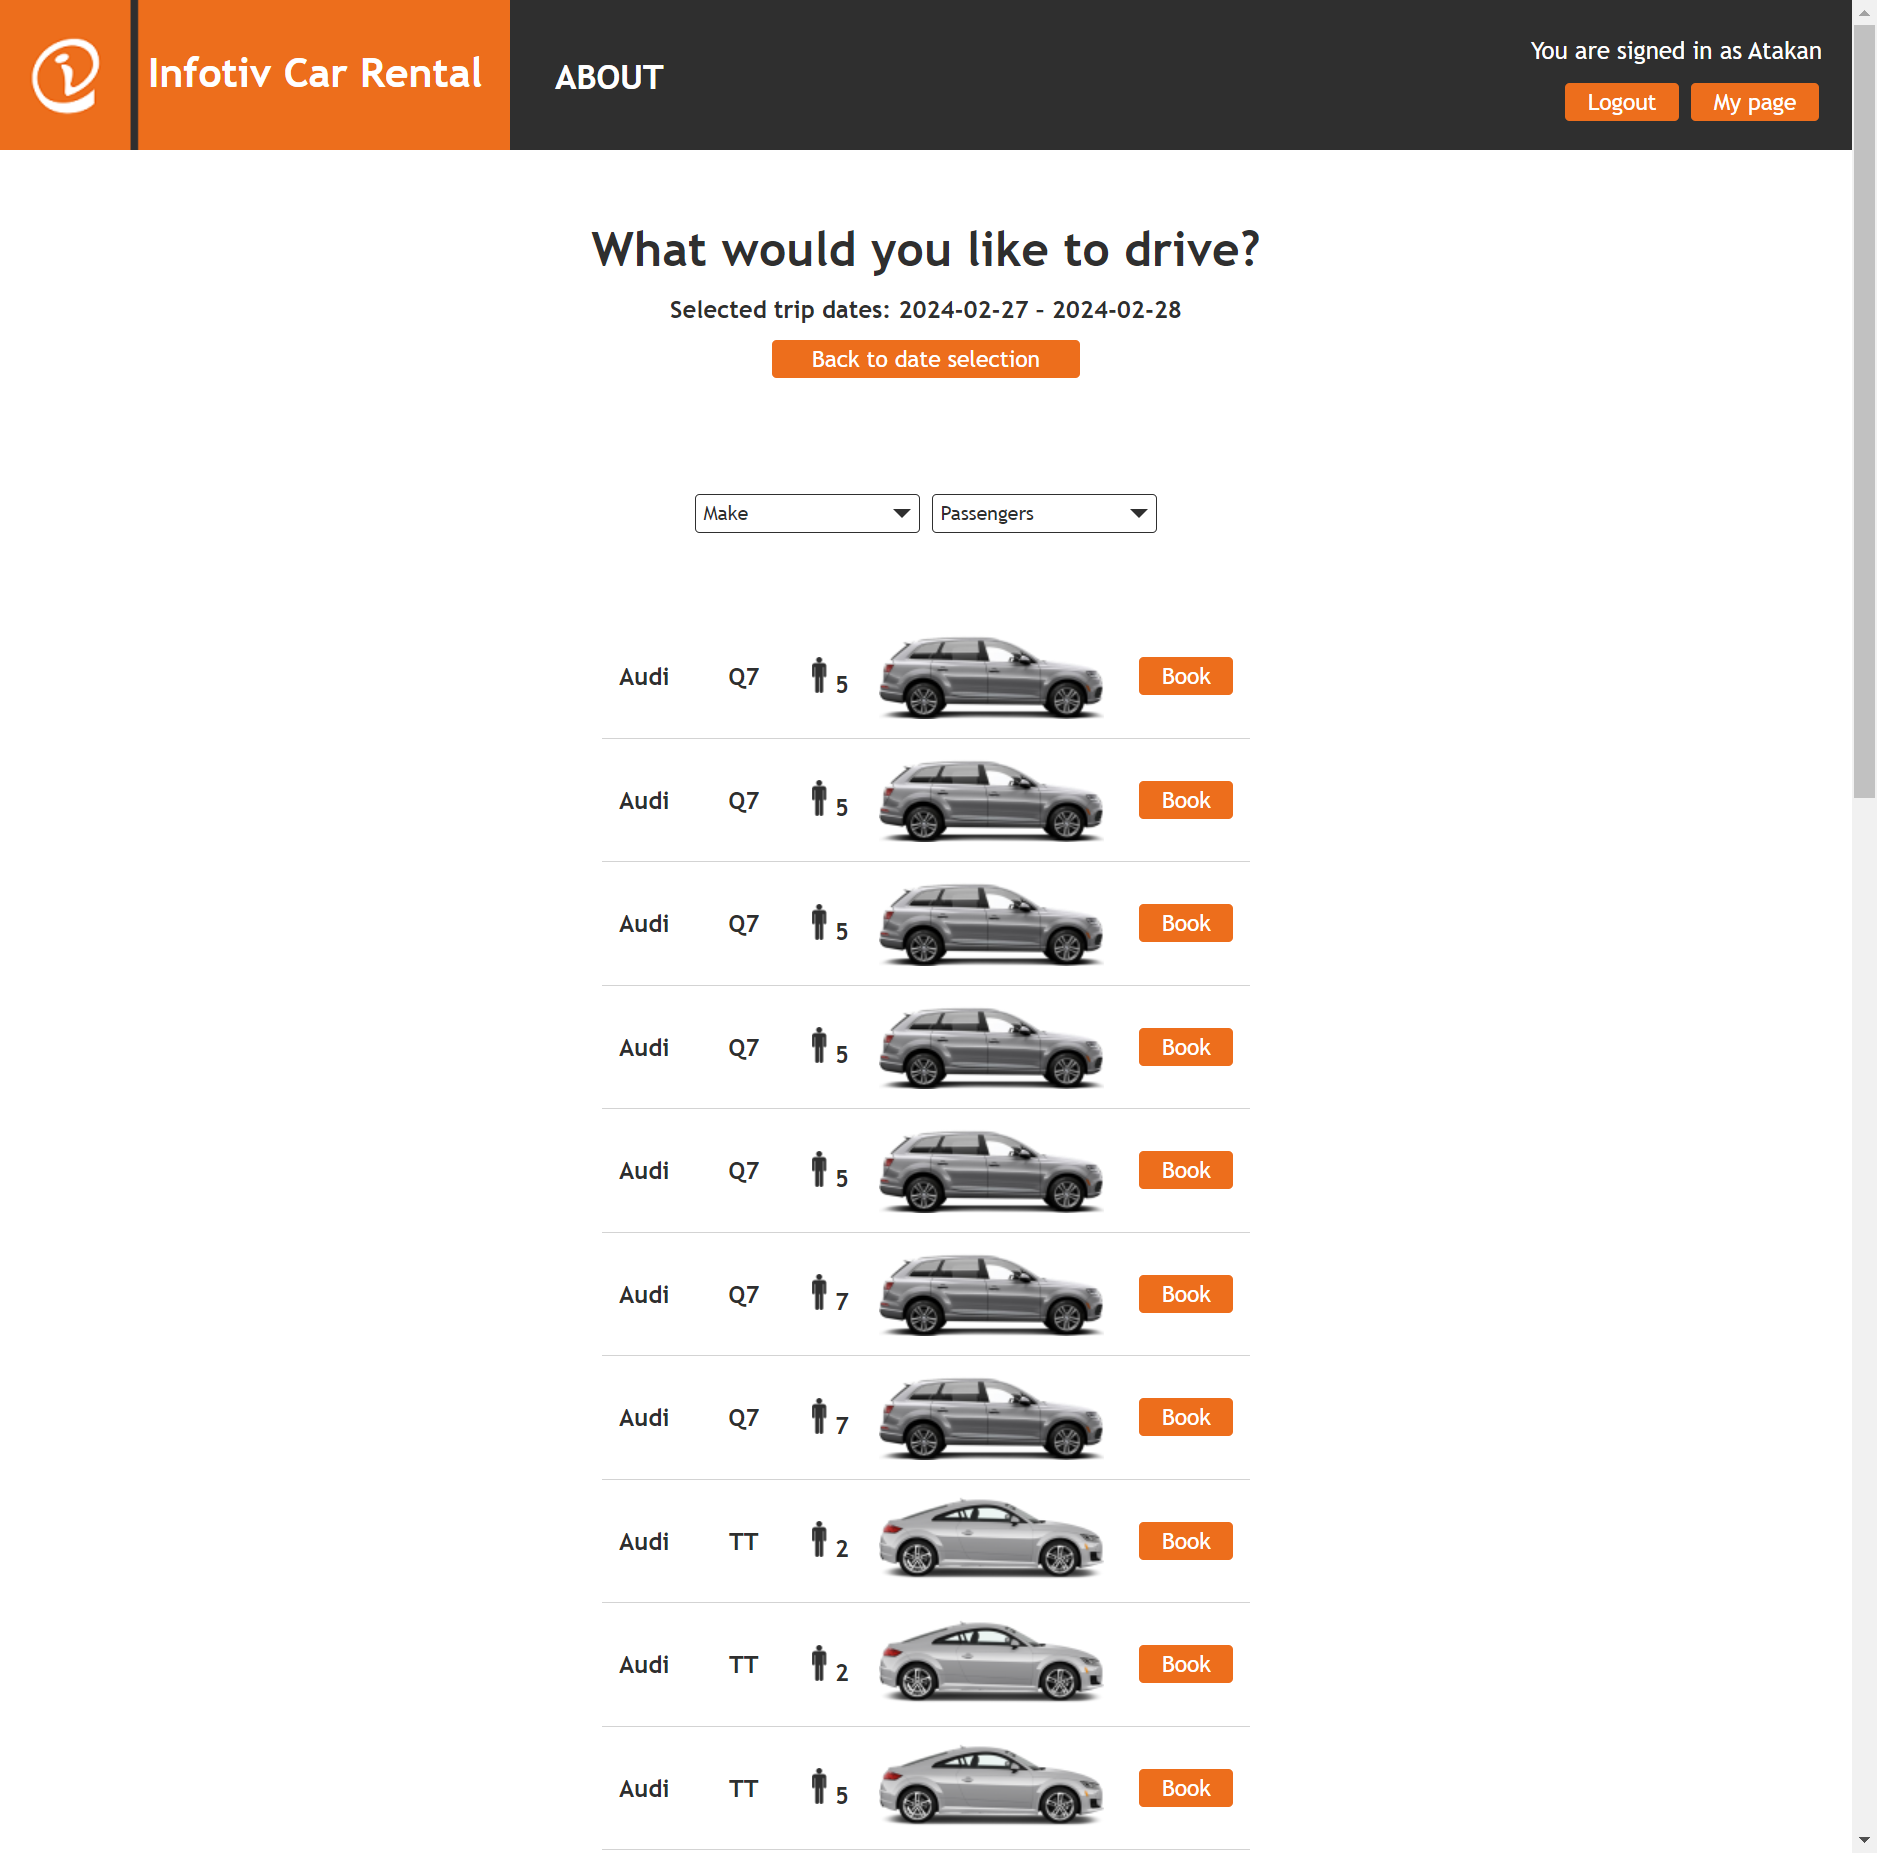 Infotiv Car Rental
ABOUT
You are signed in as Atakan
Logout My page
What would you like to drive?
Selected trip dates: 2024-02-27 – 2024-02-28
Back to date selection
Make Passengers
Audi Q7 5 Book
Audi Q7 5 Book
Audi Q7 5 Book
Audi Q7 5 Book
Audi Q7 5 Book
Audi Q7 7 Book
Audi Q7 7 Book
Audi TT 2 Book
Audi TT 2 Book
Audi TT 5 Book